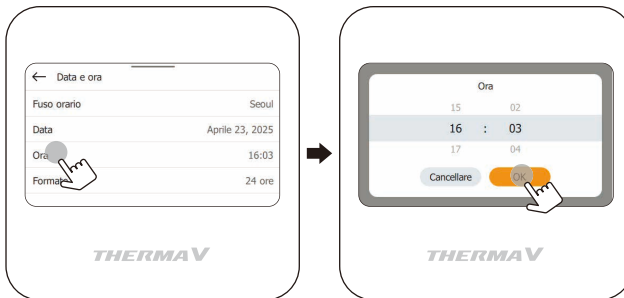 ← Data e ora
Fuso orario Seoul
Data Aprile 23, 2025
Ora 16:03
Formato 24 ore
THERMA V
Ora
15 02
16 : 03
17 04
Cancellare OK
THERMA V